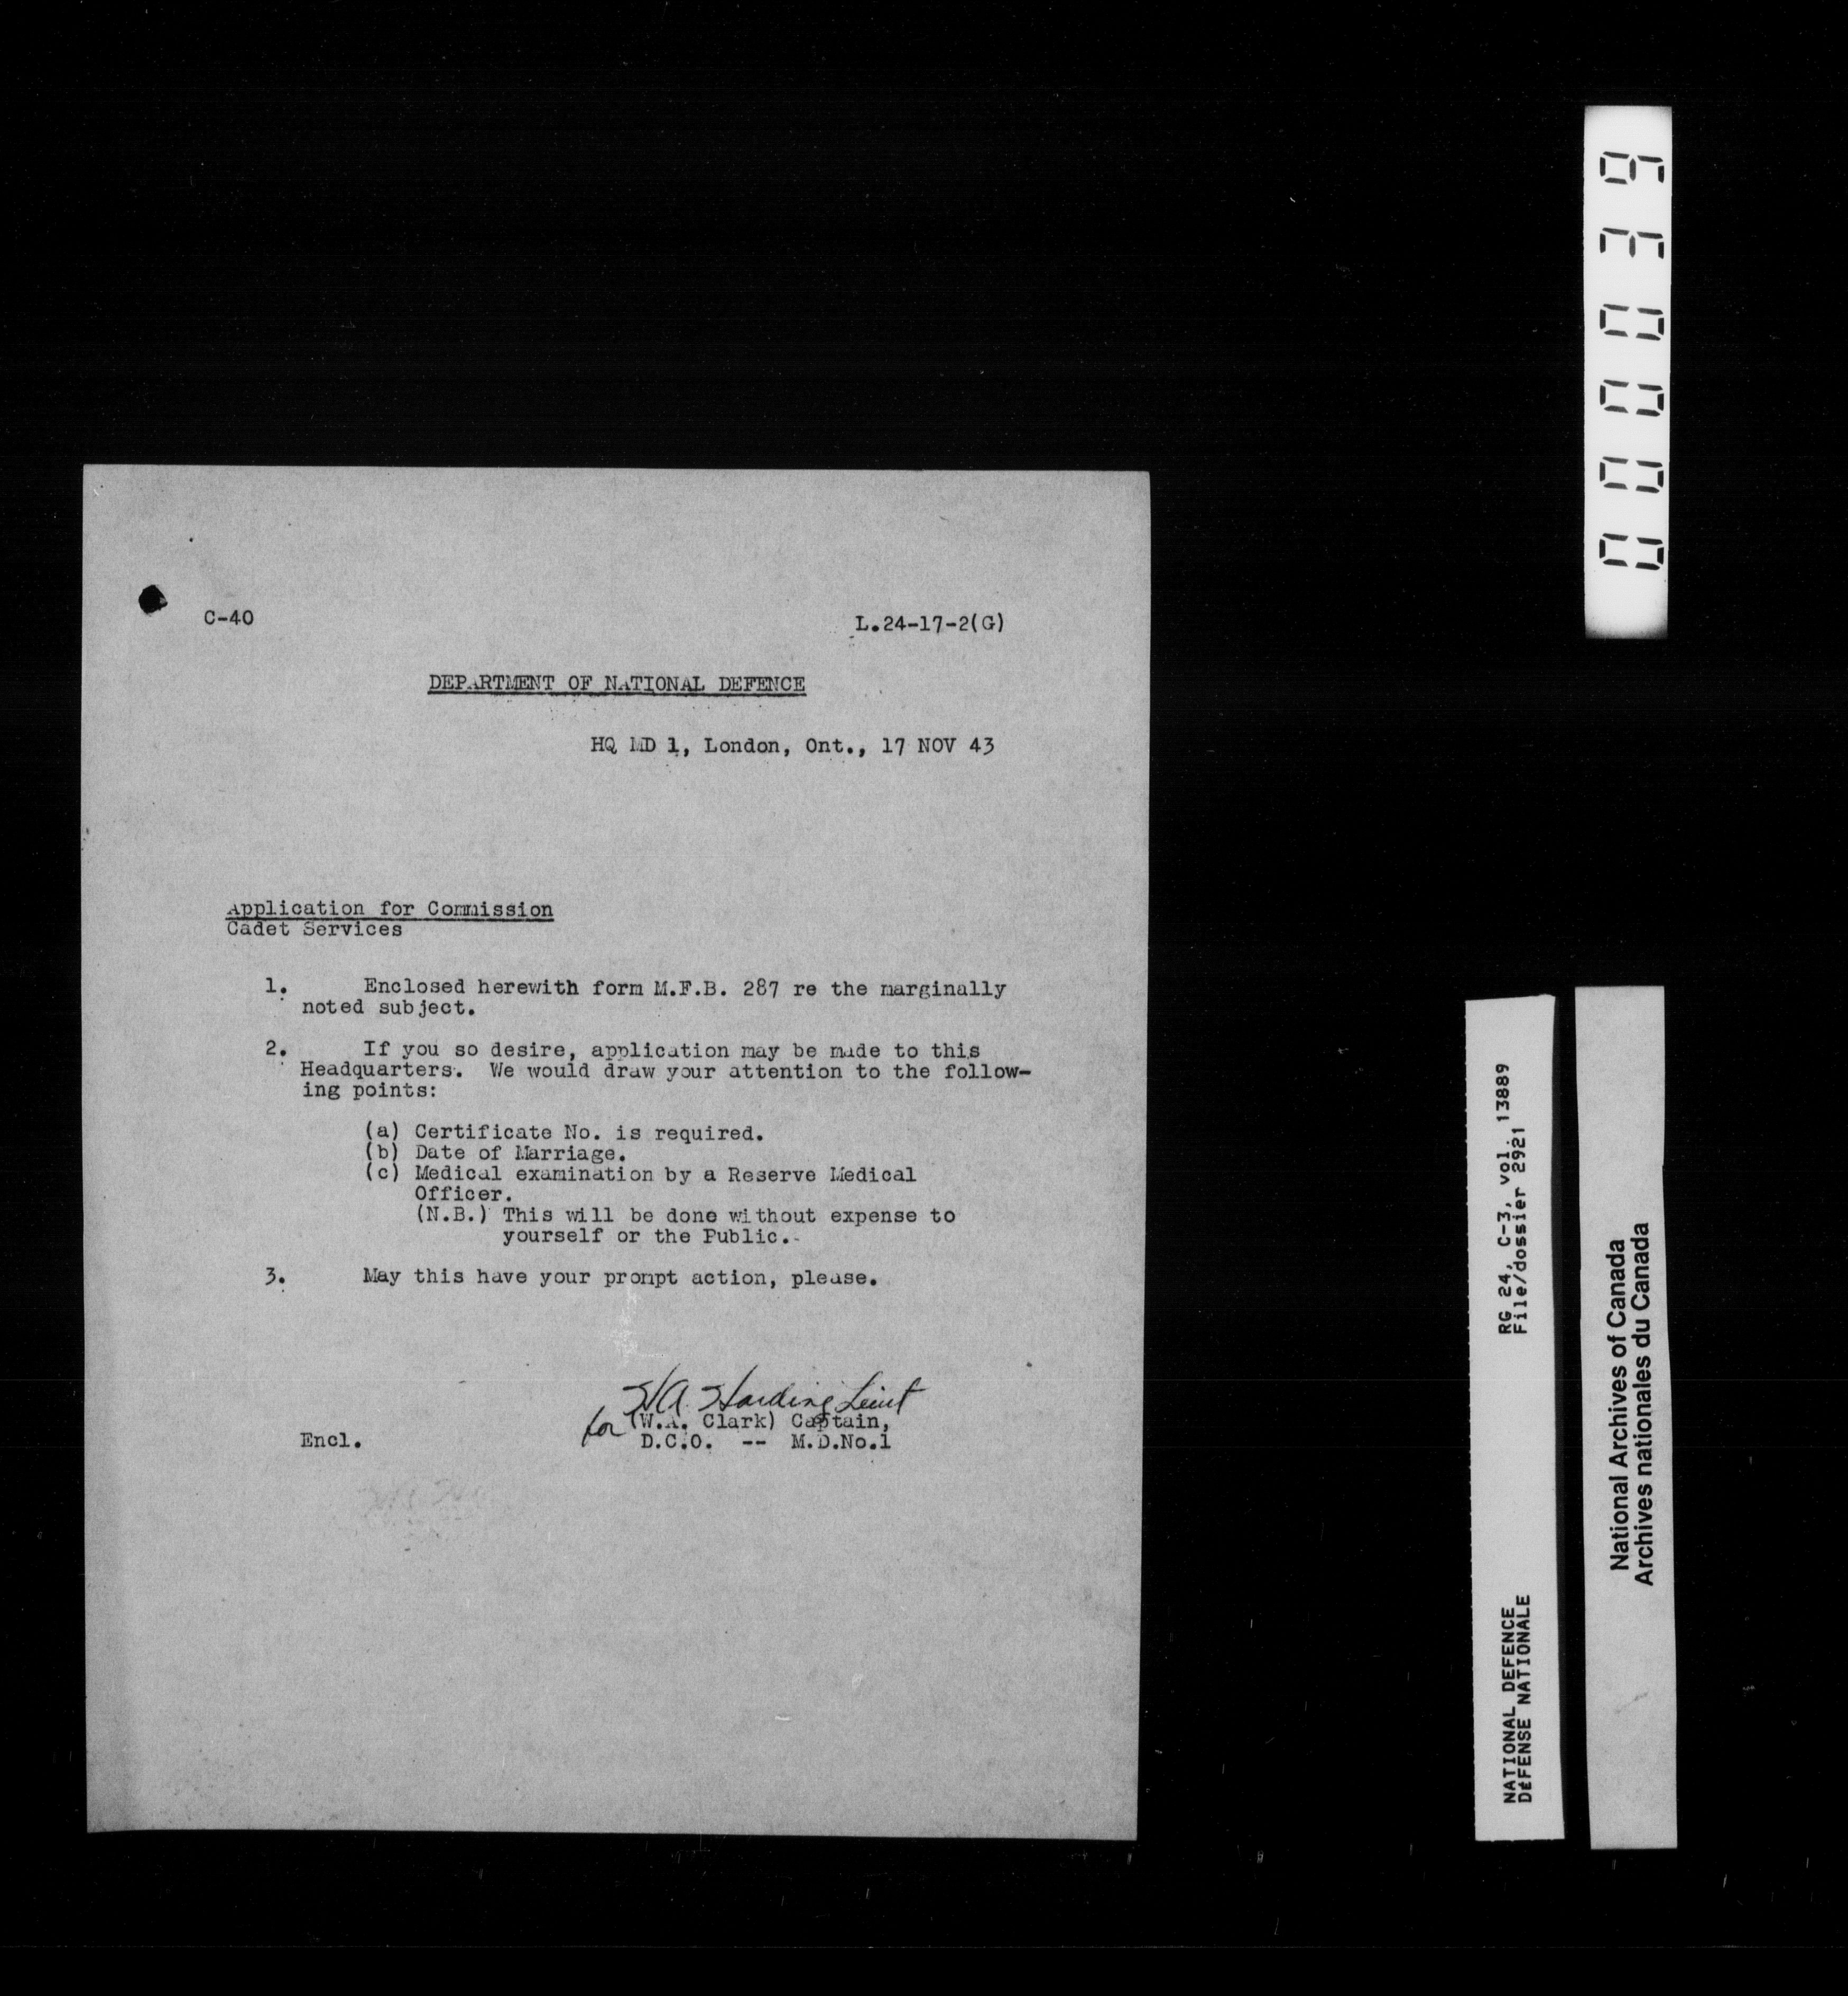 C-40
L.24-17-2(G)
DEPARTMENT OF NATIONAL DEFENCE
HQ MD 1, London, Ont., 17 NOV 43
Application for Commission
Cadet Services
1. Enclosed herewith form M.F.B. 287 re the marginally
noted subject.
2. If you so desire, application may be made to this
Headquarters. We would draw your attention to the follow-
ing points:
(a) Certificate No. is required.
(b) Date of Marriage.
(c) Medical examination by a Reserve Medical
Officer.
(N.B.) This will be done without expense to
yourself or the Public.
3. May this have your prompt action, please.
Harding Lieut
for (W.A. Clark) Captain,
Encl. D.C.O. -- M.D.No.1
000039
RG 24, C-3, vol. 13889
File/dossier 2921
NATIONAL DEFENCE
DÉFENSE NATIONALE
National Archives of Canada
Archives nationales du Canada